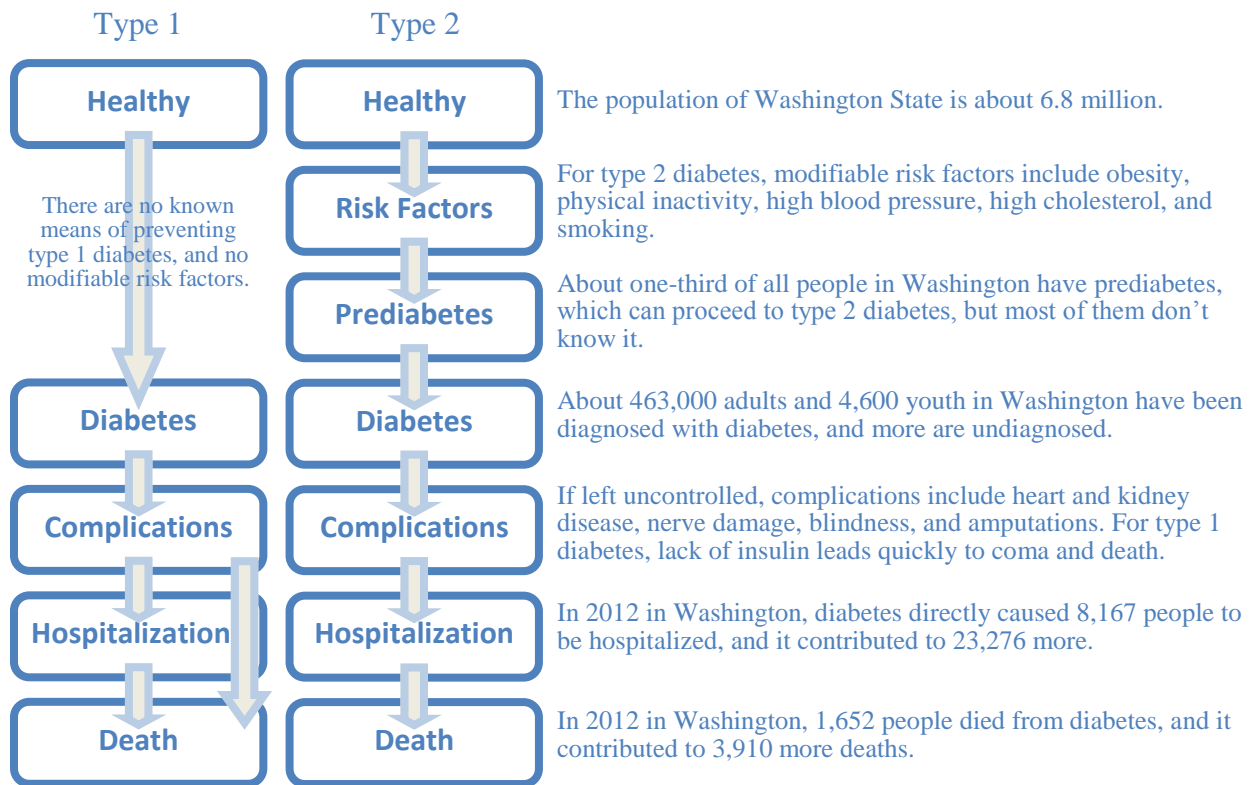 Type 1
Type 2
Healthy
Healthy
The population of Washington State is about 6.8 million.
There are no known
means of preventing
type 1 diabetes, and no
modifiable risk factors.
Risk Factors
For type 2 diabetes, modifiable risk factors include obesity,
physical inactivity, high blood pressure, high cholesterol, and
smoking.
Prediabetes
About one-third of all people in Washington have prediabetes,
which can proceed to type 2 diabetes, but most of them don’t
know it.
Diabetes
Diabetes
About 463,000 adults and 4,600 youth in Washington have been
diagnosed with diabetes, and more are undiagnosed.
Complications
Complications
If left uncontrolled, complications include heart and kidney
disease, nerve damage, blindness, and amputations. For type 1
diabetes, lack of insulin leads quickly to coma and death.
Hospitalization
Hospitalization
In 2012 in Washington, diabetes directly caused 8,167 people to
be hospitalized, and it contributed to 23,276 more.
Death
Death
In 2012 in Washington, 1,652 people died from diabetes, and it
contributed to 3,910 more deaths.